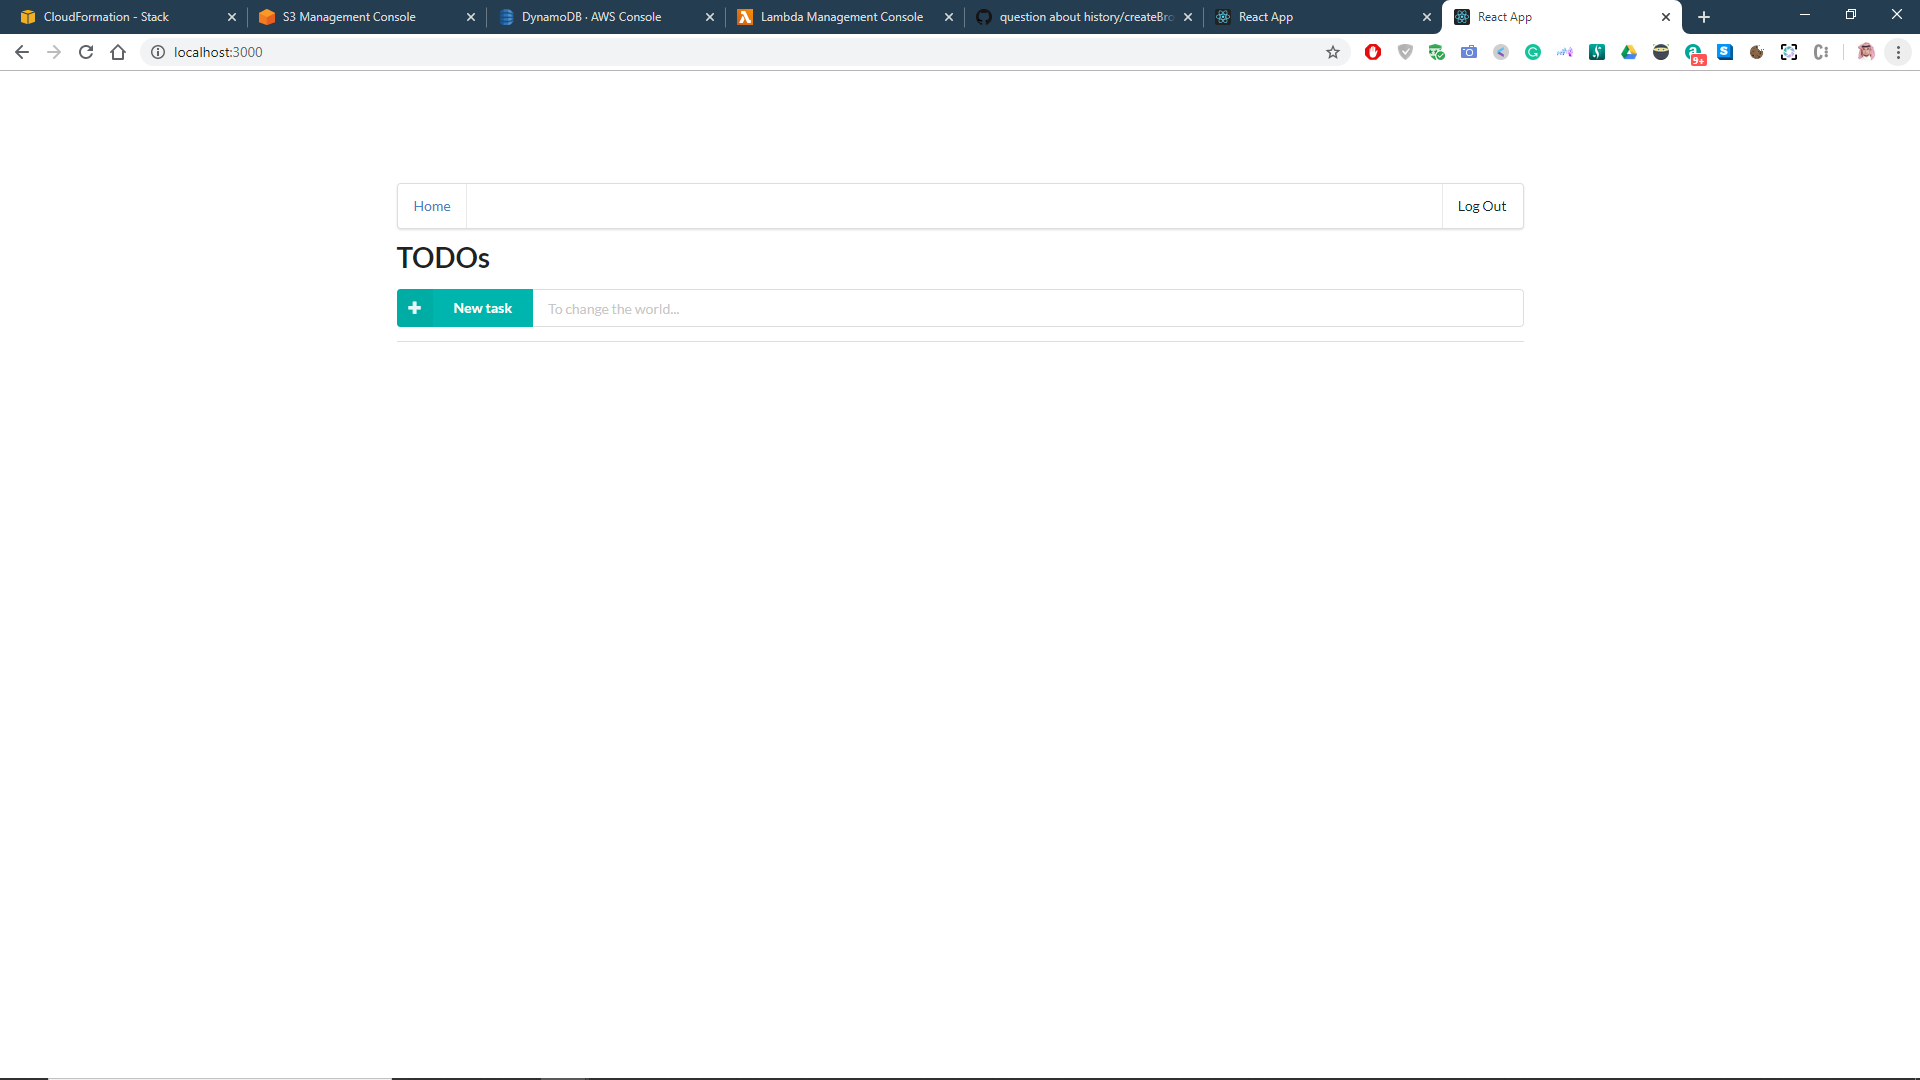 CloudFormation - Stack
S3 Management Console
DynamoDB · AWS Console
Lambda Management Console
question about history/createBro
React App
React App
localhost:3000
9+
Home
Log Out
TODOs
New task
To change the world...